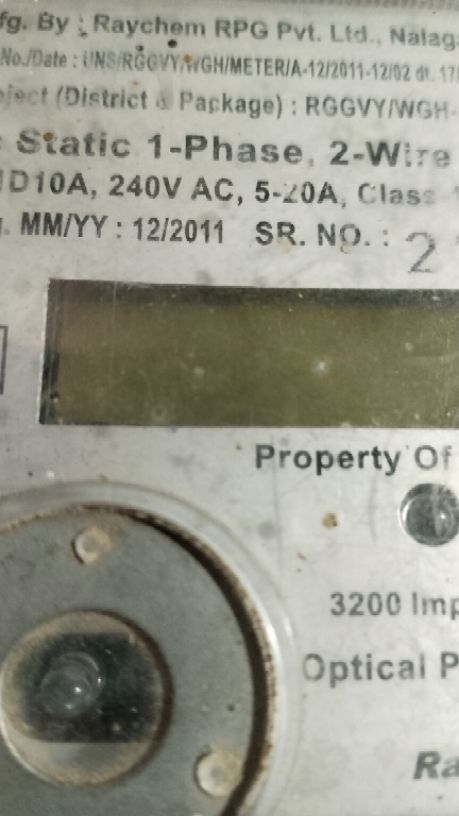 fg. By : Raychem RPG Pvt. Ltd., Nalag
No./Date : UNS/RGGVY/WGH/METER/A-12/2011-12/02 dt. 17
ject (District & Package) : RGGVY/WGH-
: Static 1-Phase, 2-Wire
D10A, 240V AC, 5-20A, Class
. MM/YY : 12/2011 SR. NO. : 2
Property Of
3200 Imp
Optical P
Ra